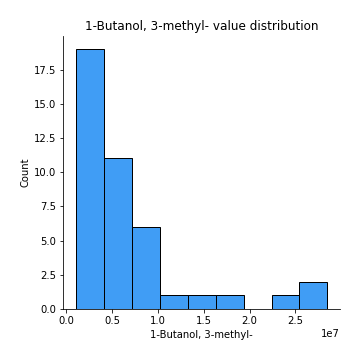 1-Butanol, 3-methyl- value distribution
17.5
15.0
12.5
10.0
7.5
5.0
2.5
0.0
Count
0.0 0.5 1.0 1.5 2.0 2.5
1e7
1-Butanol, 3-methyl-